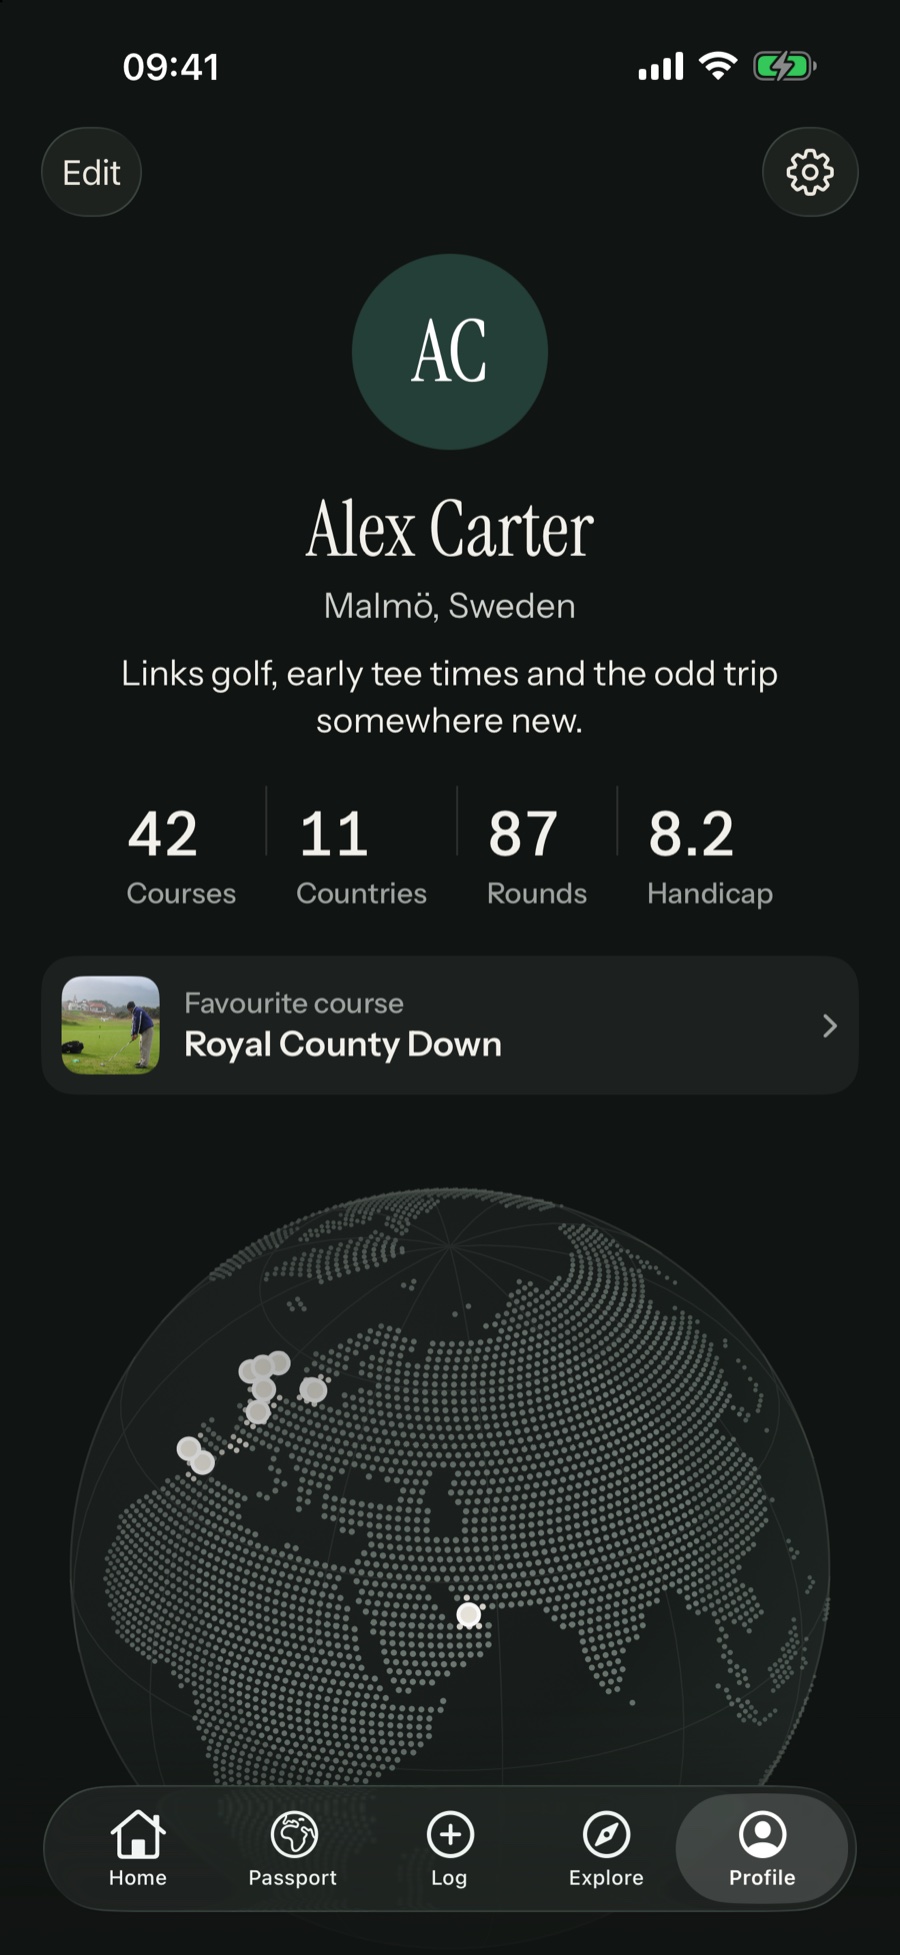 09:41
Edit
AC
Alex Carter
Malmö, Sweden
Links golf, early tee times and the odd trip
somewhere new.
42 11 87 8.2
Courses Countries Rounds Handicap
Favourite course
Royal County Down
Home Passport Log Explore Profile